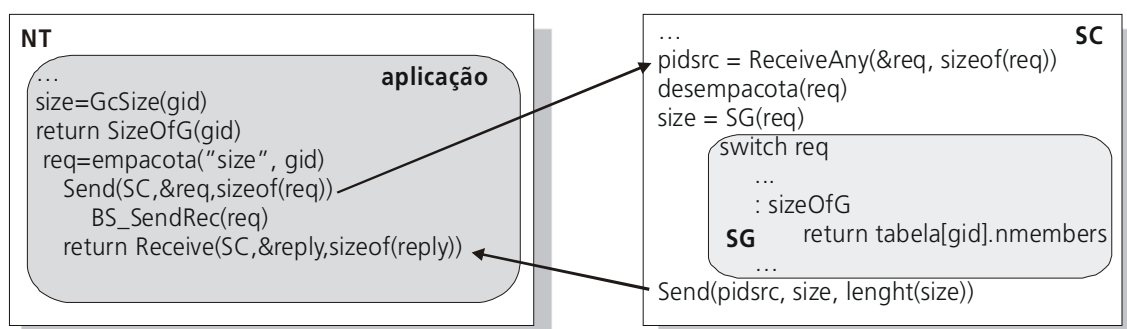 NT
aplicação
…
size=GcSize(gid)
return SizeOfG(gid)
req=empacota("size", gid)
Send(SC,&req,sizeof(req))
BS_SendRec(req)
return Receive(SC,&reply,sizeof(reply))
SC
…
pidsrc = ReceiveAny(&req, sizeof(req))
desempacota(req)
size = SG(req)
switch req
...
: sizeOfG
SG return tabela[gid].nmembers
…
Send(pidsrc, size, lenght(size))